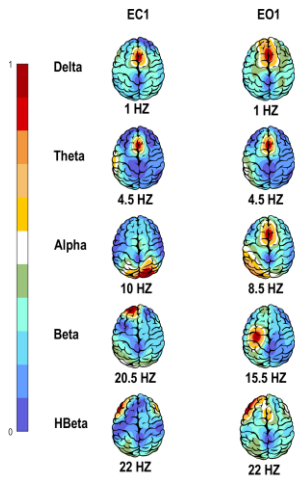 EC1 EO1
1
Delta
1 HZ 1 HZ
Theta
4.5 HZ 4.5 HZ
Alpha
10 HZ 8.5 HZ
Beta
20.5 HZ 15.5 HZ
HBeta
0
22 HZ 22 HZ